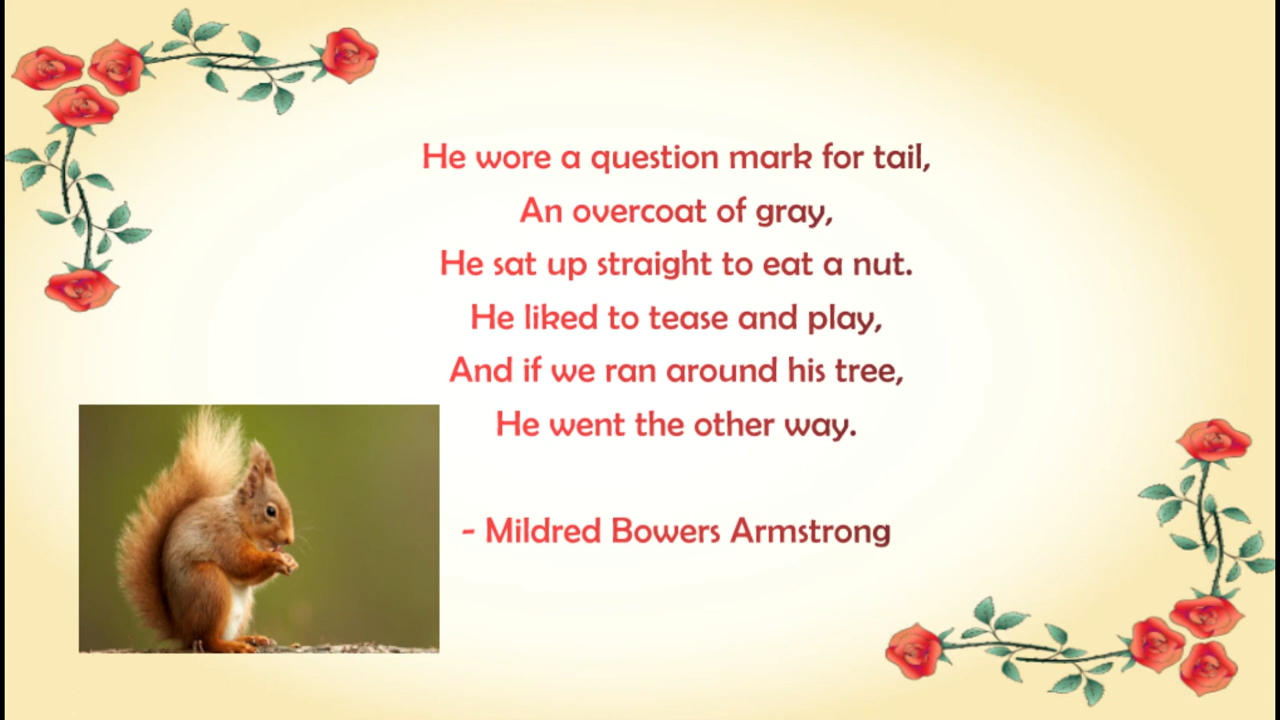 He wore a question mark for tail,
An overcoat of gray,
He sat up straight to eat a nut.
He liked to tease and play,
And if we ran around his tree,
He went the other way.
- Mildred Bowers Armstrong